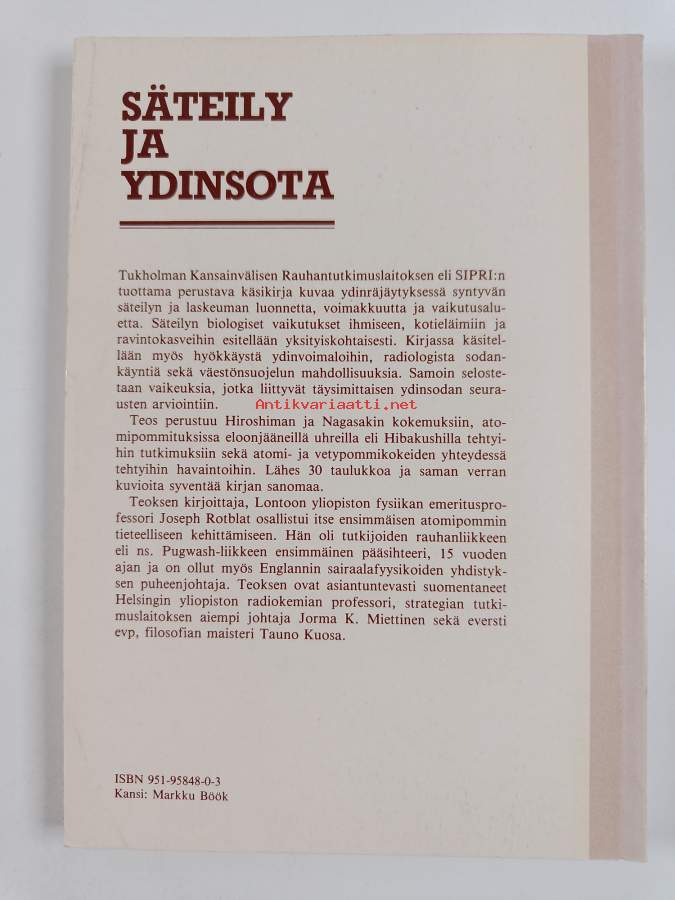 SÄTEILY
JA
YDINSOTA
Tukholman Kansainvälisen Rauhantutkimuslaitoksen eli SIPRI:n
tuottama perustava käsikirja kuvaa ydinräjäytyksessä syntyvän
säteilyn ja laskeuman luonnetta, voimakkuutta ja vaikutusalu-
etta. Säteilyn biologiset vaikutukset ihmiseen, kotieläimiin ja
ravintokasveihin esitellään yksityiskohtaisesti. Kirjassa käsitel-
lään myös hyökkäystä ydinvoimaloihin, radiologista sodan-
käyntiä sekä väestönsuojelun mahdollisuuksia. Samoinseloste-
taan vaikeuksia, jotka liittyvät täysimittaisen ydinsodan seura-
usten arviointiin.
Antikvariaatti.net
Teos perustuu Hiroshiman ja Nagasakin kokemuksiin, ato-
mipommituksissa eloonjääneillä uhreilla eli Hibakushilla tehtyi-
hin tutkimuksiin sekä atomi- ja vetypommikokeiden yhteydessä
tehtyihin havaintoihin. Lähes 30 taulukkoa ja saman verran
kuvioita syventää kirjan sanomaa.
Teoksen kirjoittaja, Lontoon yliopiston fysiikan emerituspro-
fessori Joseph Rotblat osallistui itse ensimmäisen atomipommin
tieteelliseen kehittämiseen. Hän oli tutkijoiden rauhanliikkeen
eli ns. Pugwash-liikkeen ensimmäinen pääsihteeri, 15 vuoden
ajan ja on ollut myös Englannin sairaalafyysikoiden yhdistyk-
sen puheenjohtaja. Teoksen ovat asiantuntevasti suomentaneet
Helsingin yliopiston radiokemian professori, strategian tutki-
muslaitoksen aiempi johtaja Jorma K. Miettinen sekä eversti
evp, filosofian maisteri Tauno Kuosa.
ISBN 951-95848-0-3
Kansi: Markku Böök